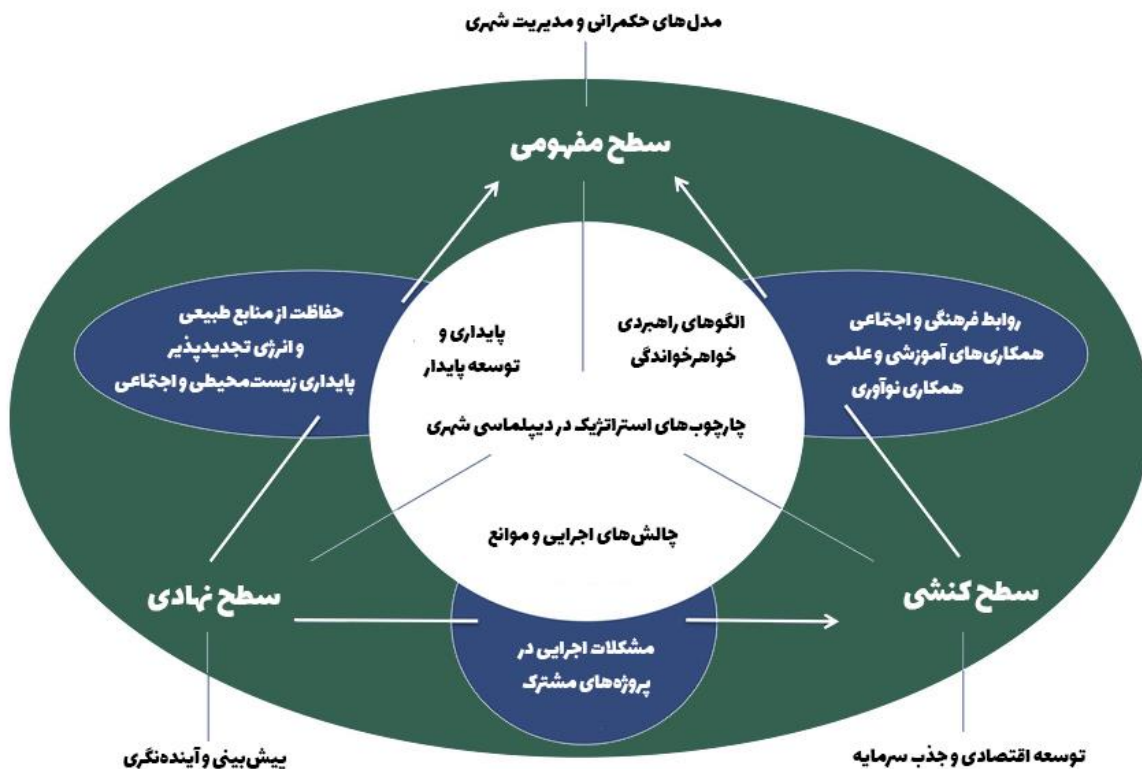 مدل‌های حکمرانی و مدیریت شهری
سطح مفهومی
روابط فرهنگی و اجتماعی
همکاری‌های آموزشی و علمی
همکاری نوآوری
الگوهای راهبردی
خواهرخواندگی
پایداری و
توسعه پایدار
حفاظت از منابع طبیعی
و انرژی تجدیدپذیر
پایداری زیست‌محیطی و اجتماعی
چارچوب‌های استراتژیک در دیپلماسی شهری
چالش‌های اجرایی و موانع
سطح کنشی
سطح نهادی
مشکلات اجرایی در
پروژه‌های مشترک
توسعه اقتصادی و جذب سرمایه
پیش‌بینی و آینده‌نگری